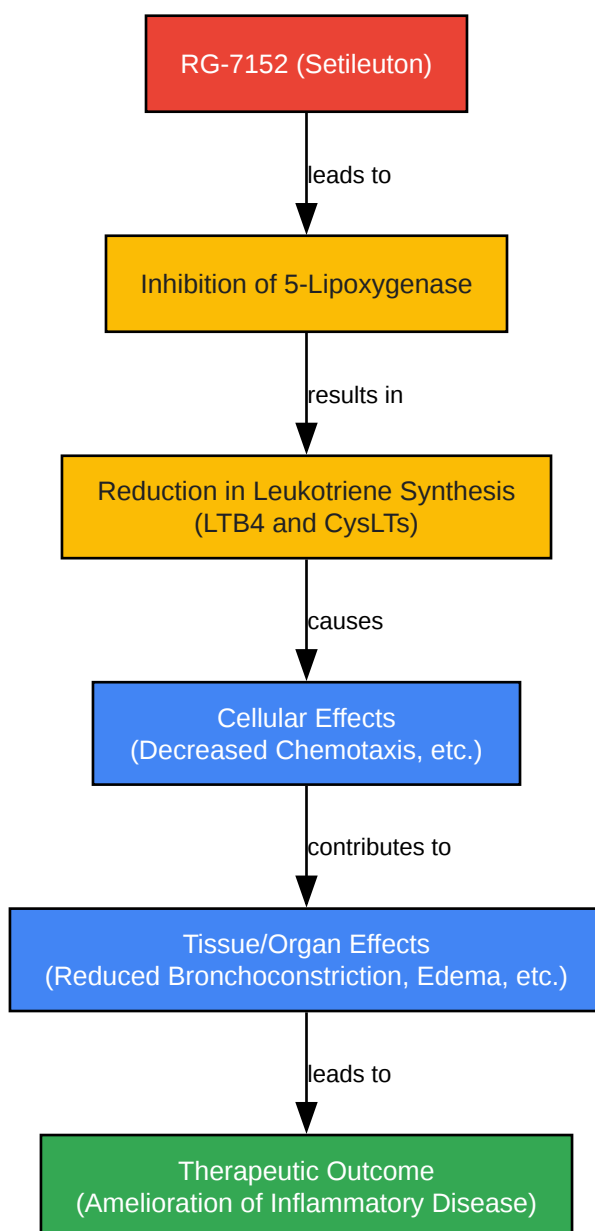 RG-7152 (Setileuton)
leads to
Inhibition of 5-Lipoxygenase
results in
Reduction in Leukotriene Synthesis
(LTB4 and CysLTs)
causes
Cellular Effects
(Decreased Chemotaxis, etc.)
contributes to
Tissue/Organ Effects
(Reduced Bronchoconstriction, Edema, etc.)
leads to
Therapeutic Outcome
(Amelioration of Inflammatory Disease)